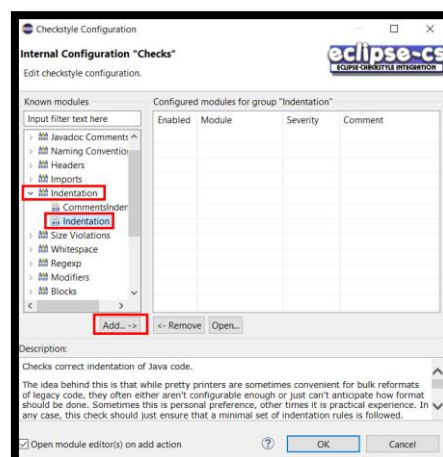 Checkstyle Configuration
Internal Configuration "Checks"
Edit checkstyle configuration.
eclipse-cs
ECLIPSE-CHECKSTYLE INTEGRATION
Known modules
Configured modules for group "Indentation"
Input filter text here
Enabled Module Severity Comment
Javadoc Comments
Naming Convention
Headers
Imports
Indentation
CommentsInden
Indentation
Size Violations
Whitespace
Regexp
Modifiers
Blocks
Add... -> <- Remove Open...
Description:
Checks correct indentation of Java code.
The idea behind this is that while pretty printers are sometimes convenient for bulk reformats
of legacy code, they often either aren't configurable enough or just can't anticipate how format
should be done. Sometimes this is personal preference, other times it is practical experience. In
any case, this check should just ensure that a minimal set of indentation rules is followed.
Open module editor(s) on add action ? OK Cancel